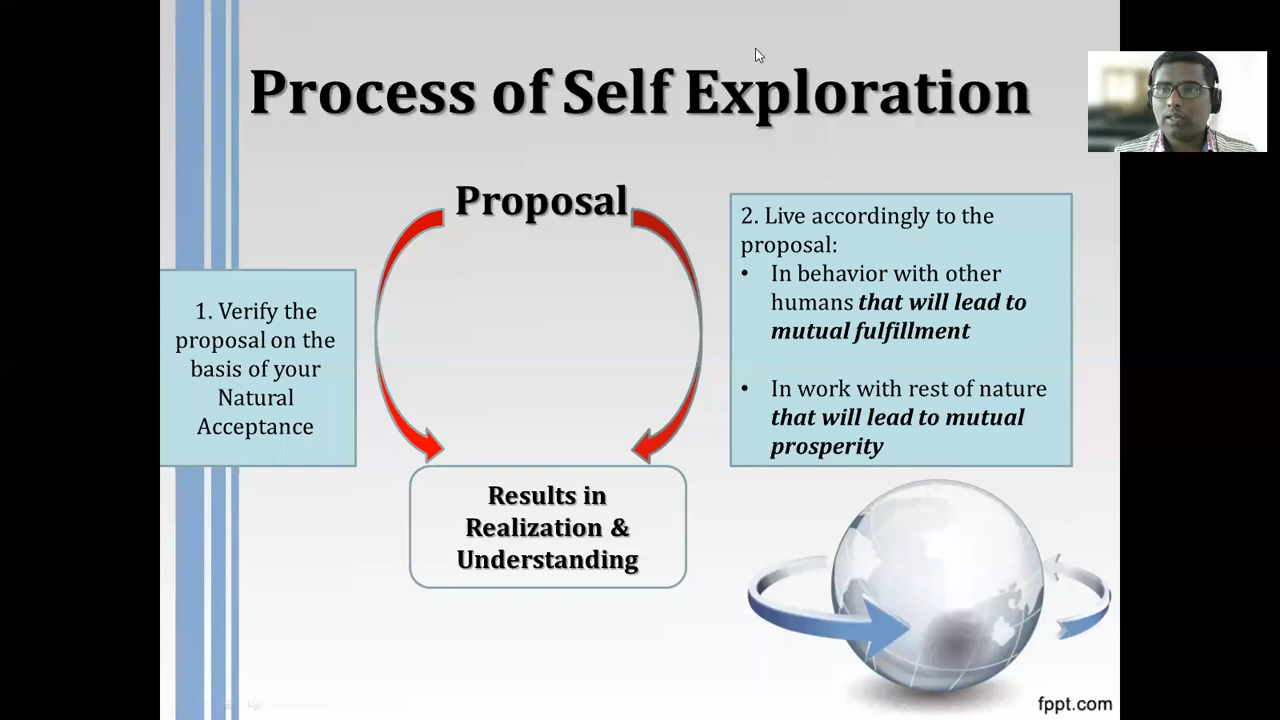 Process of Self Exploration
Proposal
1. Verify the
proposal on the
basis of your
Natural
Acceptance
2. Live accordingly to the
proposal:
• In behavior with other
humans that will lead to
mutual fulfillment
• In work with rest of nature
that will lead to mutual
prosperity
Results in
Realization &
Understanding
fppt.com